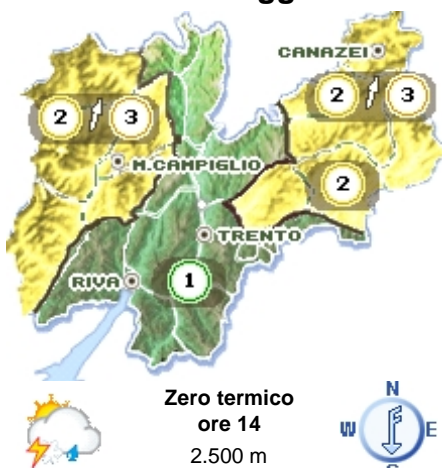 CANAZEI
2 3
2 3
M.CAMPIGLIO
2
TRENTO
RIVA
1
Zero termico
ore 14
2.500 m
N
W E